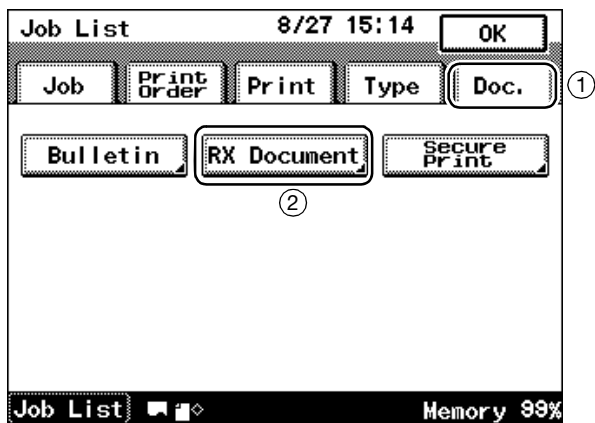 Job List 8/27 15:14 OK
Job Print Order Print Type Doc. ①
Bulletin RX Document Secure Print
②
Job List Memory 99%